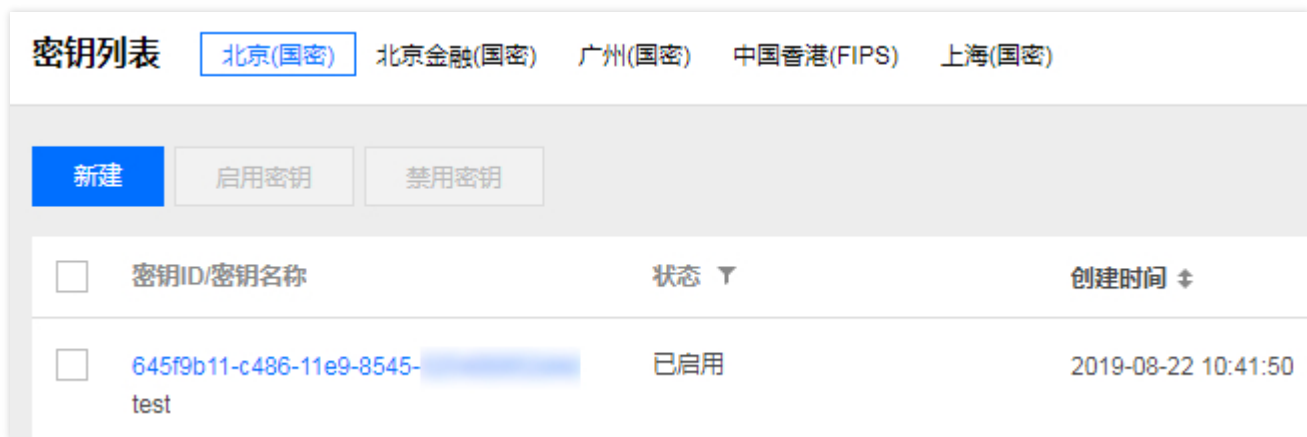 密钥列表 北京(国密) 北京金融(国密) 广州(国密) 中国香港(FIPS) 上海(国密)
新建 启用密钥 禁用密钥
密钥ID/密钥名称 状态 创建时间
645f9b11-c486-11e9-8545- 已启用 2019-08-22 10:41:50
test